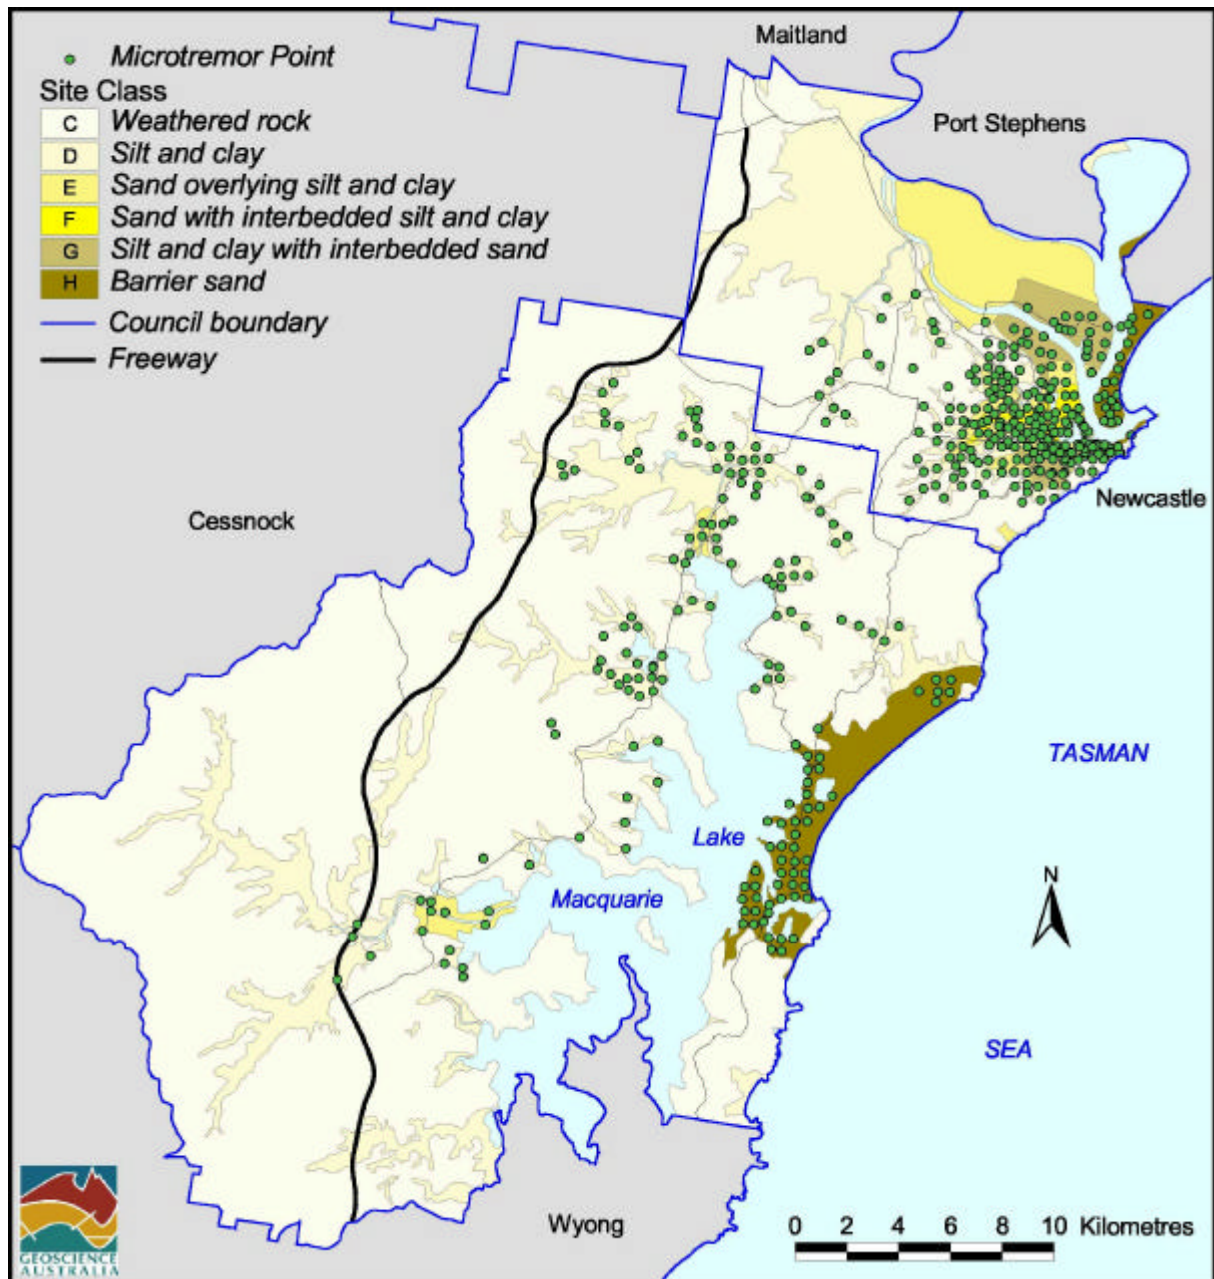 Maitland
Microtremor Point
Site Class
C Weathered rock
Port Stephens
D Silt and clay
E Sand overlying silt and clay
F Sand with interbedded silt and clay
G Silt and clay with interbedded sand
H Barrier sand
Council boundary
Freeway
Newcastle
Cessnock
TASMAN
Lake
N
Macquarie
SEA
Wyong
0 2 4 6 8 10 Kilometres
GEOSCIENCE
AUSTRALIA